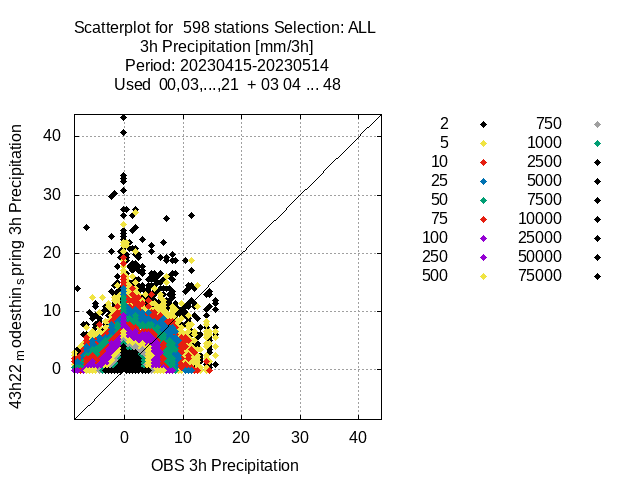 Scatterplot for 598 stations Selection: ALL
3h Precipitation [mm/3h]
Period: 20230415-20230514
Used 00,03,...,21 + 03 04 ... 48
43h22 m odesthin s pring 3h Precipitation
40
30
20
10
0
0 10 20 30 40
OBS 3h Precipitation
2 750
5 1000
10 2500
25 5000
50 7500
75 10000
100 25000
250 50000
500 75000